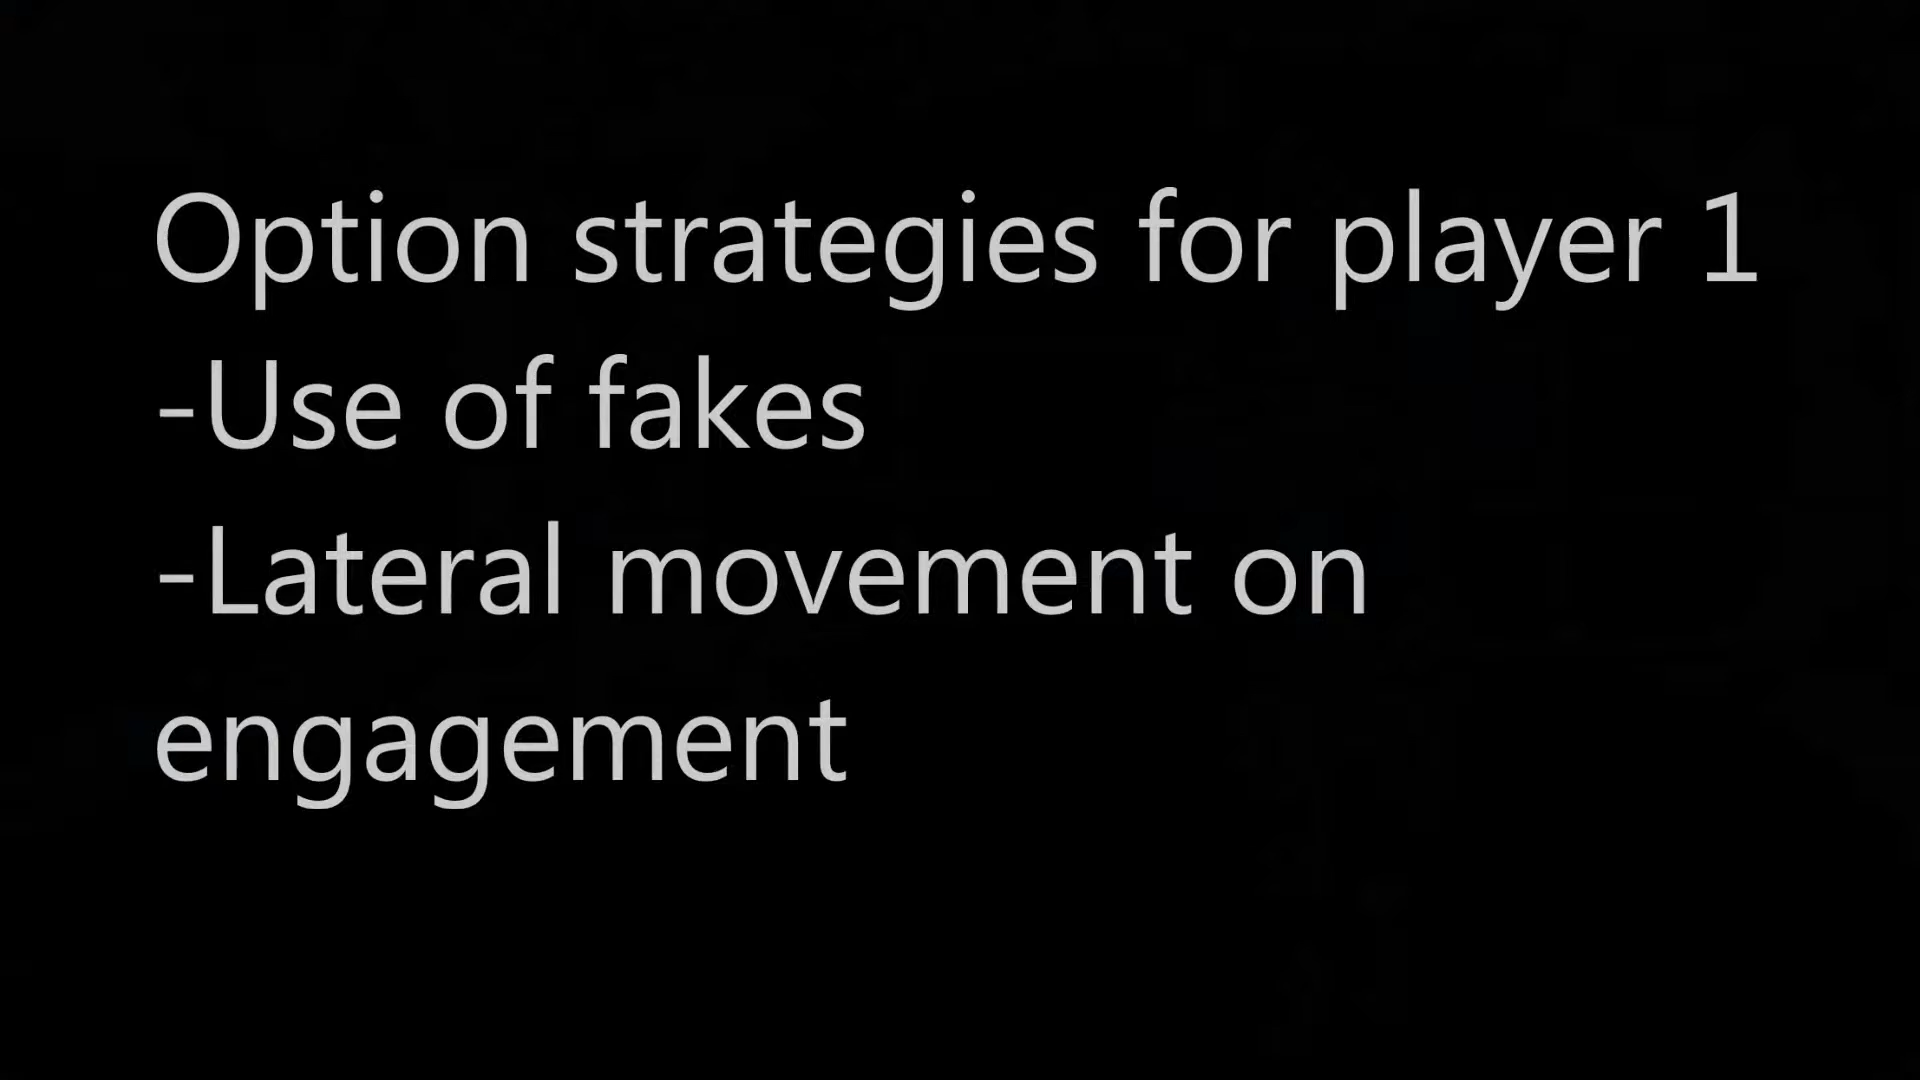 Option strategies for player 1
-Use of fakes
-Lateral movement on
engagement